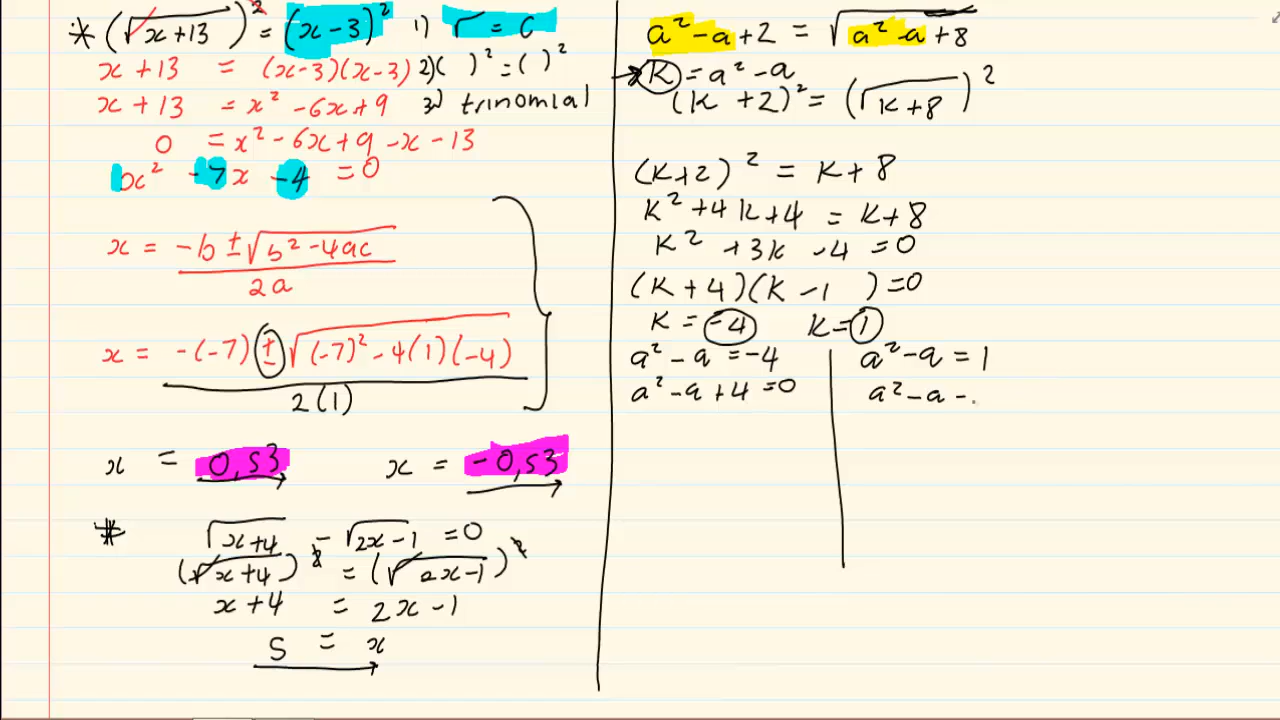 * (√x+13)² = (x-3)² 1) √ = C
x + 13 = (x-3)(x-3) 2) ( )² = ( )²
x + 13 = x² - 6x + 9 3) trinomial
0 = x² - 6x + 9 - x - 13
1x² - 7x - 4 = 0
x = -b ± √b² - 4ac
2a
x = -(-7) ± √(-7)² - 4(1)(-4)
2(1)
x = 0,53 x = -0,53
* √x+4 - √2x-1 = 0
(√x+4)² = (√2x-1)²
x + 4 = 2x - 1
5 = x
a² - a + 2 = √a² - a + 8
K = a² - a
(K + 2)² = (√K+8)²
(K+2)² = K + 8
K² + 4K + 4 = K + 8
K² + 3K - 4 = 0
(K + 4)(K - 1) = 0
K = -4 K = 1
a² - a = -4 a² - a = 1
a² - a + 4 = 0 a² - a -